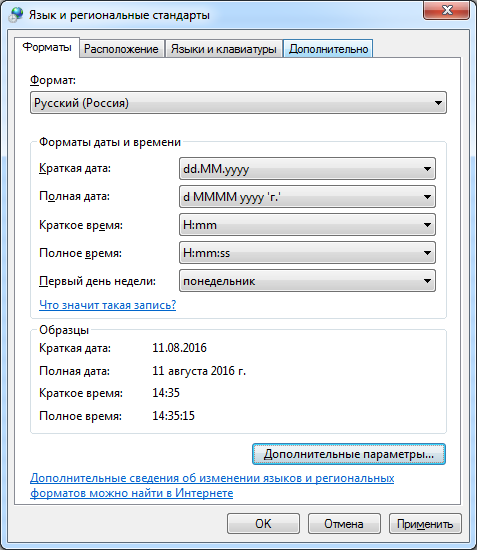 Язык и региональные стандарты
Форматы Расположение Языки и клавиатуры Дополнительно
Формат:
Русский (Россия)
Форматы даты и времени
Краткая дата: dd.MM.yyyy
Полная дата: d MMMM yyyy 'г.'
Краткое время: H:mm
Полное время: H:mm:ss
Первый день недели: понедельник
Что значит такая запись?
Образцы
Краткая дата: 11.08.2016
Полная дата: 11 августа 2016 г.
Краткое время: 14:35
Полное время: 14:35:15
Дополнительные параметры...
Дополнительные сведения об изменении языков и региональных
форматов можно найти в Интернете
OK Отмена Применить